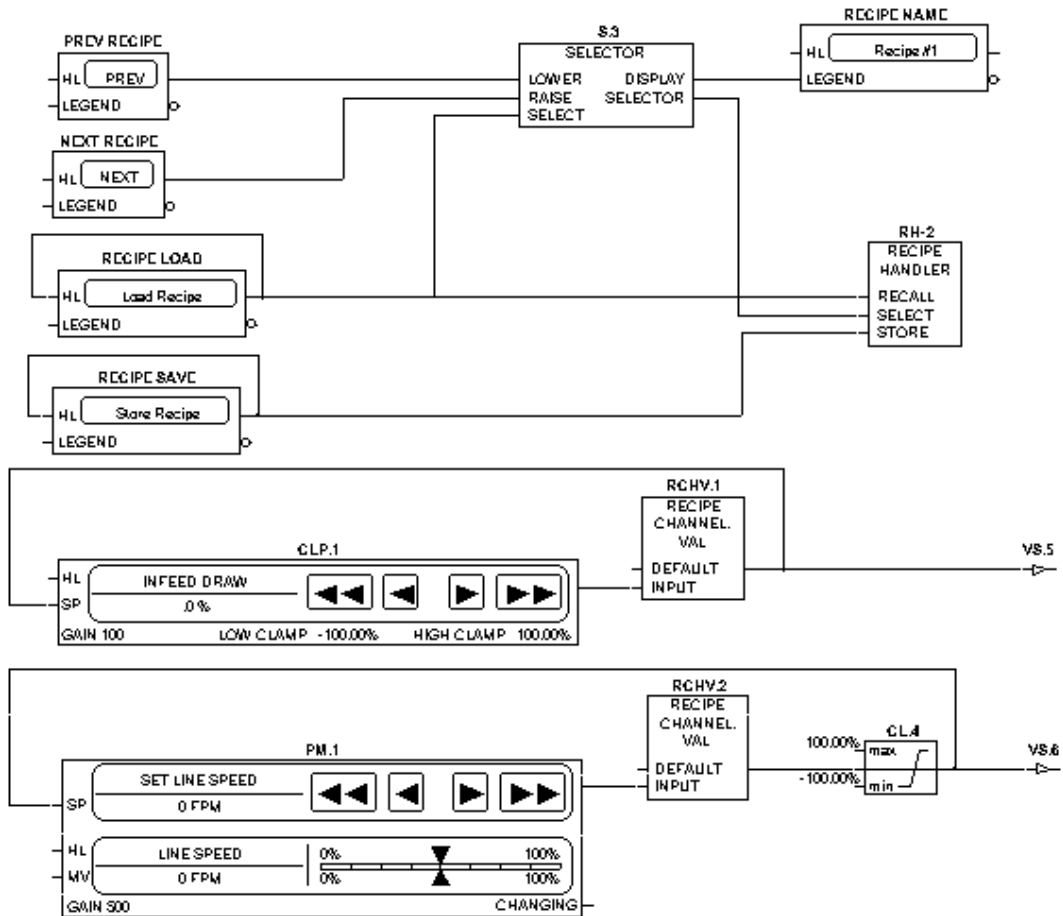 PREV RECIPE
HL PREV
LEGEND
NEXT RECIPE
HL NEXT
LEGEND
S.3
SELECTOR
LOWER DISPLAY
RAISE SELECTOR
SELECT
RECIPE NAME
HL Recipe #1
LEGEND
RECIPE LOAD
HL Load Recipe
LEGEND
RH-2
RECIPE
HANDLER
RECALL
SELECT
STORE
RECIPE SAVE
HL Store Recipe
LEGEND
CLP.1
HL INFEED DRAW
SP .0 %
GAIN 100 LOW CLAMP -100.00% HIGH CLAMP 100.00%
RCHV.1
RECIPE
CHANNEL.
VAL
DEFAULT
INPUT
VS.5
PM.1
SET LINE SPEED
SP 0 FPM
HL LINE SPEED 0% 100%
MV 0 FPM 0% 100%
GAIN 500 CHANGING
RCHV.2
RECIPE
CHANNEL.
VAL
DEFAULT
INPUT
CL.4
100.00% max
-100.00% min
VS.6